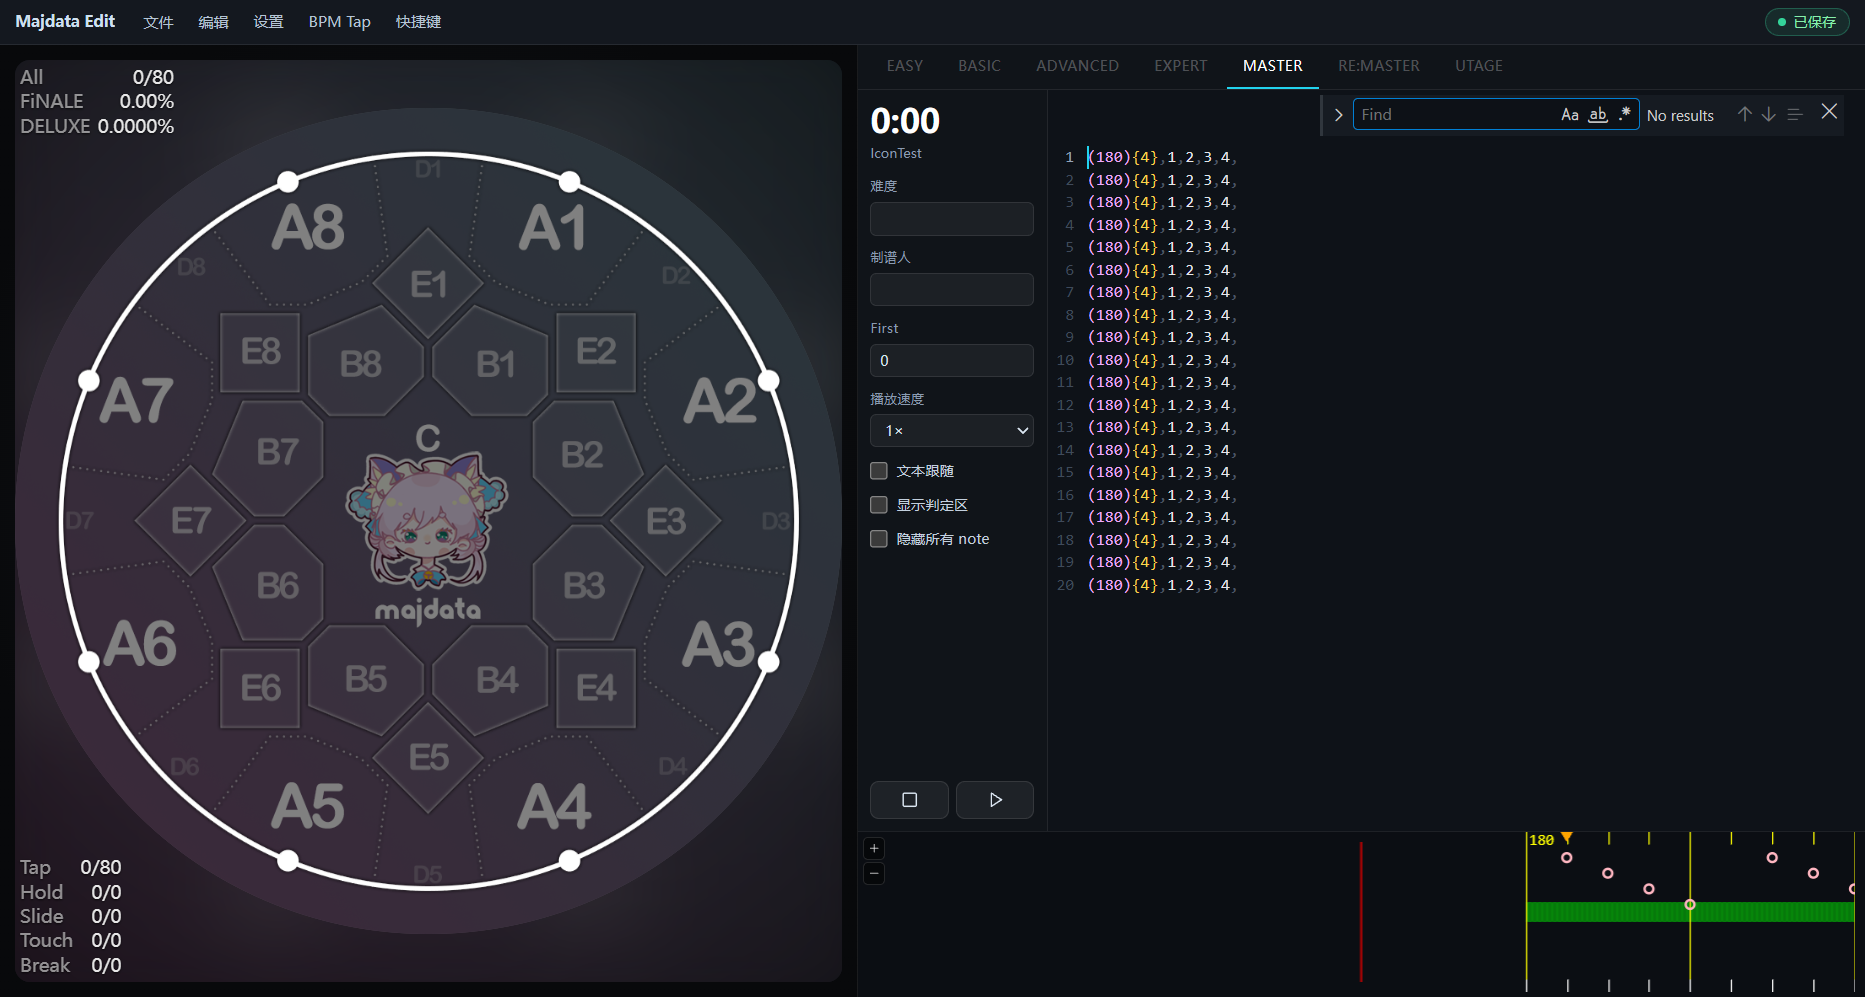 Majdata Edit 文件 编辑 设置 BPM Tap 快捷键 已保存
All 0/80
FiNALE 0.00%
DELUXE 0.0000%
D1
A8 A1
D8 D2
E1
E8 B8 B1 E2
A7 A2
C
B7 B2
D7 E7 E3 D3
majdata
B6 B3
A6 A3
E6 B5 B4 E4
E5
D6 D4
A5 A4
D5
Tap 0/80
Hold 0/0
Slide 0/0
Touch 0/0
Break 0/0
EASY BASIC ADVANCED EXPERT MASTER RE:MASTER UTAGE
0:00
IconTest
难度
制谱人
First
0
播放速度
1×
文本跟随
显示判定区
隐藏所有 note
Find Aa ab .* No results
1 (180){4},1,2,3,4,
2 (180){4},1,2,3,4,
3 (180){4},1,2,3,4,
4 (180){4},1,2,3,4,
5 (180){4},1,2,3,4,
6 (180){4},1,2,3,4,
7 (180){4},1,2,3,4,
8 (180){4},1,2,3,4,
9 (180){4},1,2,3,4,
10 (180){4},1,2,3,4,
11 (180){4},1,2,3,4,
12 (180){4},1,2,3,4,
13 (180){4},1,2,3,4,
14 (180){4},1,2,3,4,
15 (180){4},1,2,3,4,
16 (180){4},1,2,3,4,
17 (180){4},1,2,3,4,
18 (180){4},1,2,3,4,
19 (180){4},1,2,3,4,
20 (180){4},1,2,3,4,
+
−
180